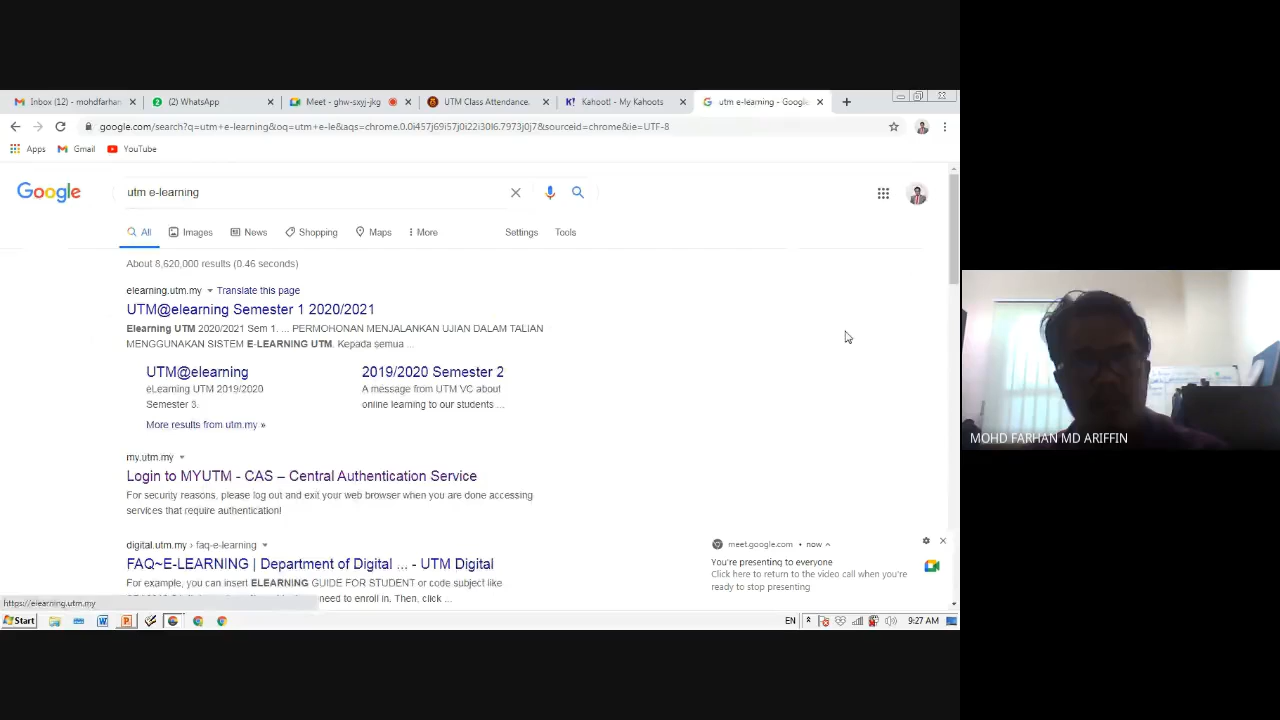 Inbox (12) - mohdfarhan
(2) WhatsApp
Meet - ghw-sxyj-jkg
UTM Class Attendance.
Kahoot! - My Kahoots
utm e-learning - Google
google.com/search?q=utm+e-learning&oq=utm+e-le&aqs=chrome.0.0i457j69i57j0i22i30l6.7973j0j7&sourceid=chrome&ie=UTF-8
Apps
Gmail
YouTube
Google
utm e-learning
All
Images
News
Shopping
Maps
More
Settings
Tools
About 8,620,000 results (0.46 seconds)
elearning.utm.my Translate this page
UTM@elearning Semester 1 2020/2021
Elearning UTM 2020/2021 Sem 1. ... PERMOHONAN MENJALANKAN UJIAN DALAM TALIAN
MENGGUNAKAN SISTEM E-LEARNING UTM. Kepada semua ...
UTM@elearning
eLearning UTM 2019/2020
Semester 3.
2019/2020 Semester 2
A message from UTM VC about
online learning to our students ...
More results from utm.my »
my.utm.my
Login to MYUTM - CAS – Central Authentication Service
For security reasons, please log out and exit your web browser when you are done accessing
services that require authentication!
digital.utm.my › faq-e-learning
FAQ~E-LEARNING | Department of Digital ... - UTM Digital
For example, you can insert ELEARNING GUIDE FOR STUDENT or code subject like
need to enroll in. Then, click ...
https://elearning.utm.my
meet.google.com • now
You're presenting to everyone
Click here to return to the video call when you're
ready to stop presenting
Start
EN
9:27 AM
MOHD FARHAN MD ARIFFIN